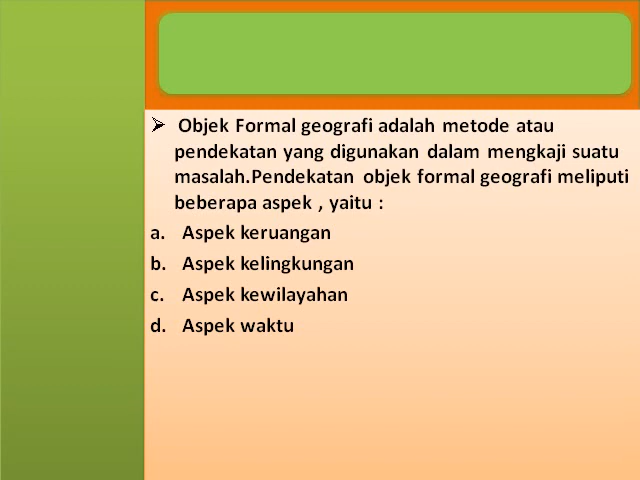 ➢ Objek Formal geografi adalah metode atau
pendekatan yang digunakan dalam mengkaji suatu
masalah.Pendekatan objek formal geografi meliputi
beberapa aspek , yaitu :
a. Aspek keruangan
b. Aspek kelingkungan
c. Aspek kewilayahan
d. Aspek waktu